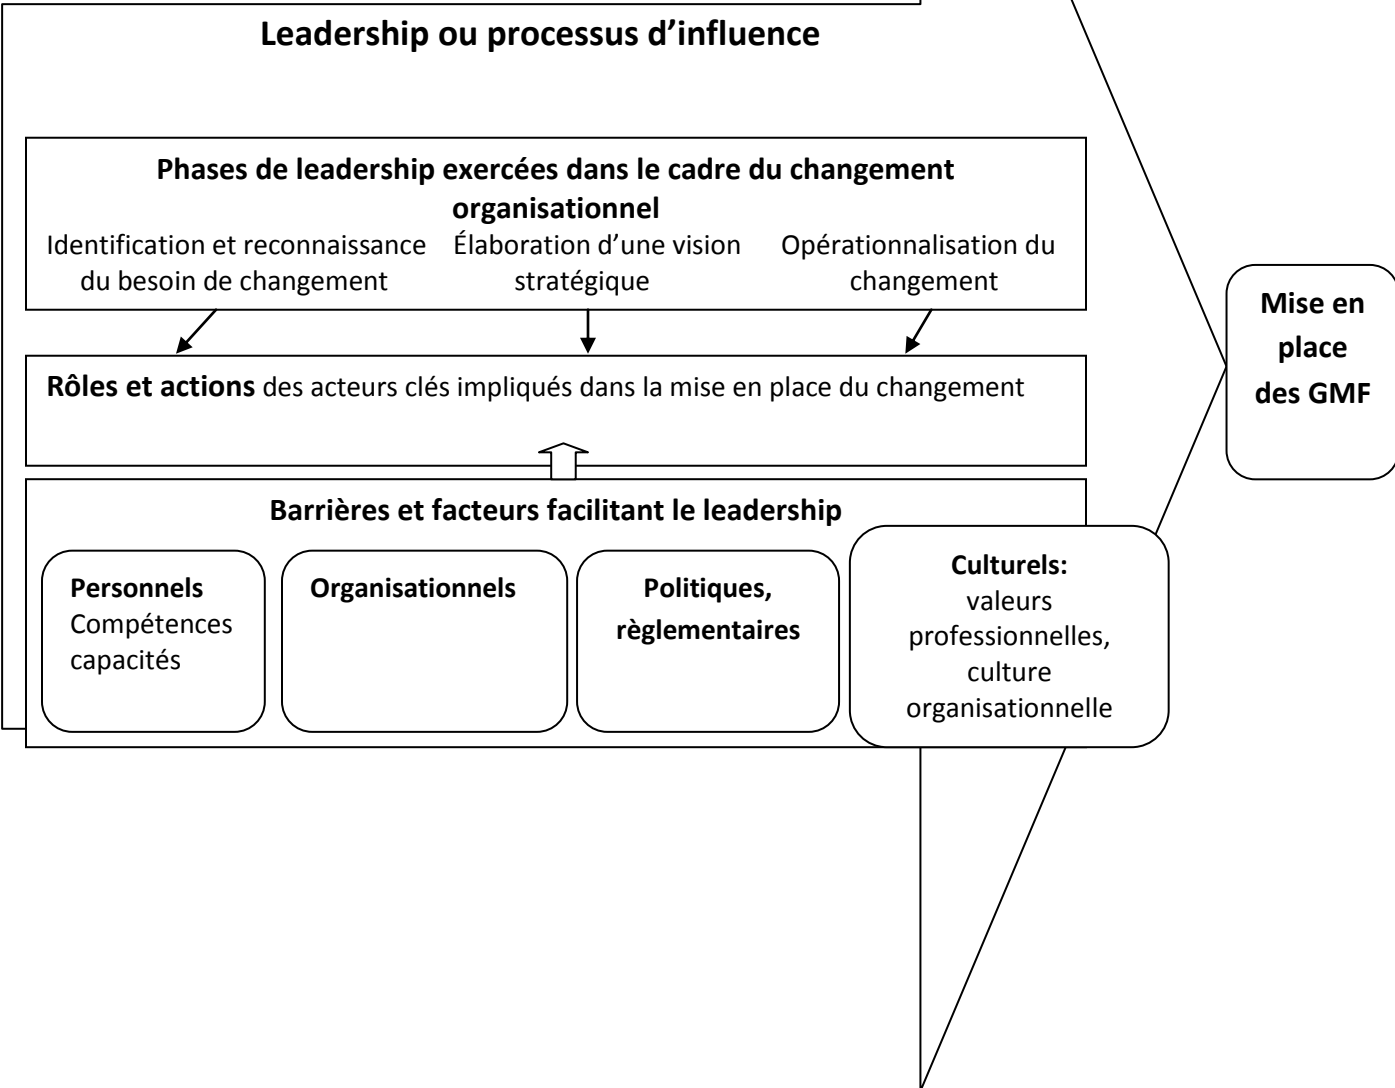 Leadership ou processus d’influence
Phases de leadership exercées dans le cadre du changement
organisationnel
Identification et reconnaissance
du besoin de changement
Élaboration d’une vision
stratégique
Opérationnalisation du
changement
Rôles et actions des acteurs clés impliqués dans la mise en place du changement
Barrières et facteurs facilitant le leadership
Personnels
Compétences
capacités
Organisationnels
Politiques,
règlementaires
Culturels:
valeurs
professionnelles,
culture
organisationnelle
Mise en
place
des GMF